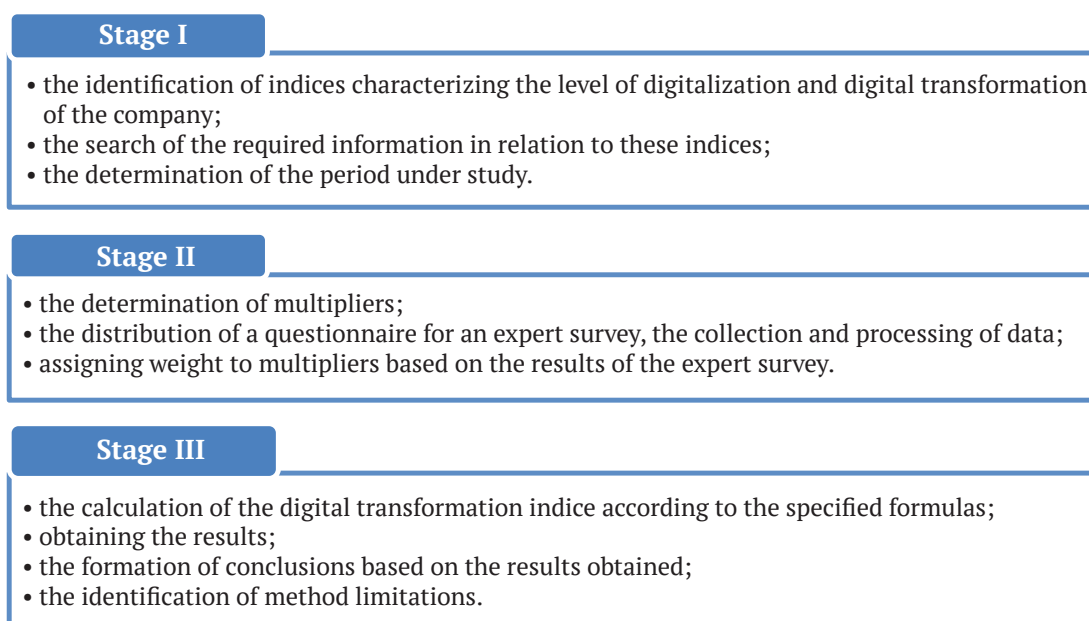 Stage I
• the identification of indices characterizing the level of digitalization and digital transformation
of the company;
• the search of the required information in relation to these indices;
• the determination of the period under study.
Stage II
• the determination of multipliers;
• the distribution of a questionnaire for an expert survey, the collection and processing of data;
• assigning weight to multipliers based on the results of the expert survey.
Stage III
• the calculation of the digital transformation indice according to the specified formulas;
• obtaining the results;
• the formation of conclusions based on the results obtained;
• the identification of method limitations.